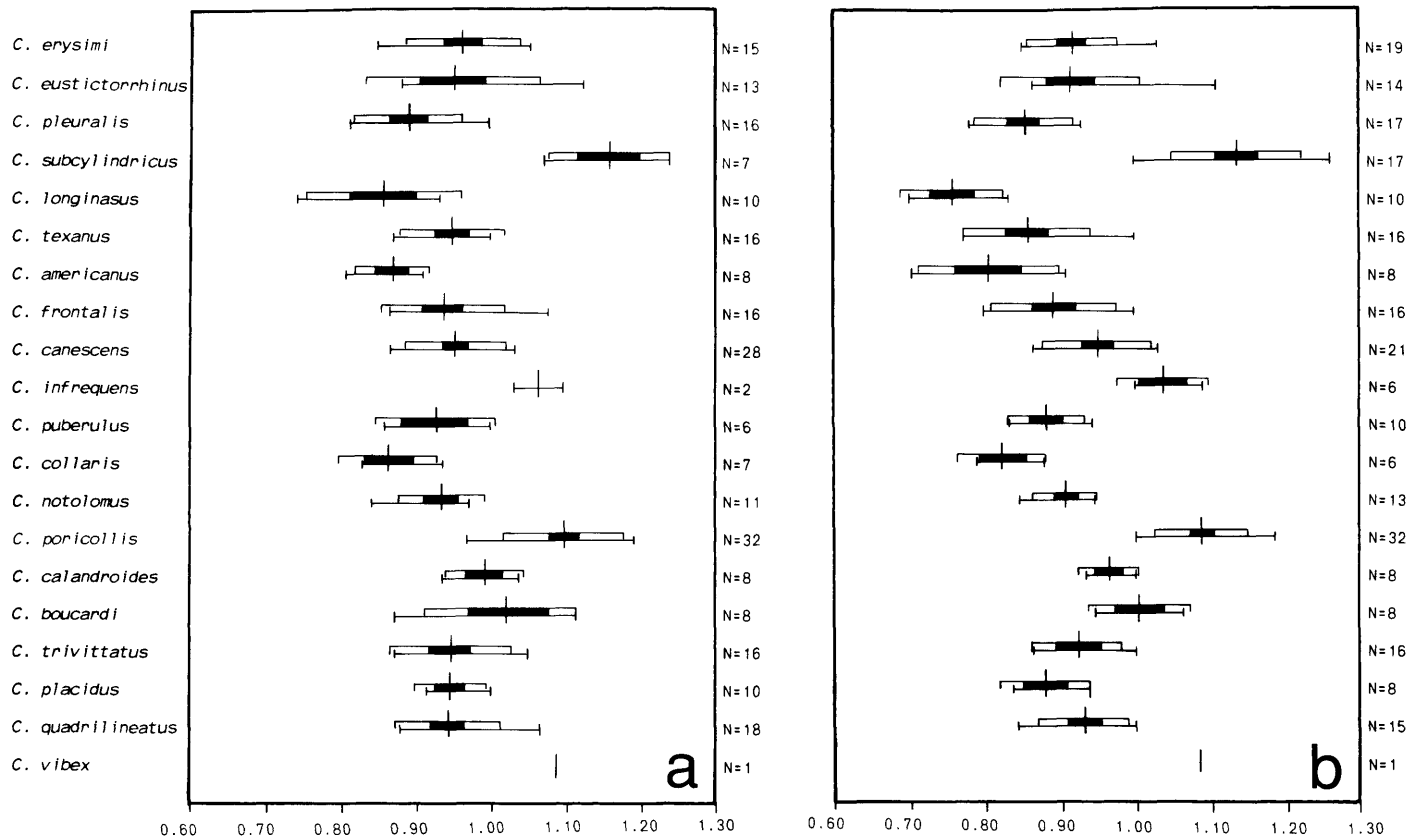 C. erysimi N=15 N=19
C. eustictorrhinus N=13 N=14
C. pleuralis N=16 N=17
C. subcylindricus N=7 N=17
C. longinasus N=10 N=10
C. texanus N=16 N=16
C. americanus N=8 N=8
C. frontalis N=16 N=16
C. canescens N=28 N=21
C. infrequens N=2 N=6
C. puberulus N=6 N=10
C. collaris N=7 N=6
C. notolomus N=11 N=13
C. poricollis N=32 N=32
C. calandroides N=8 N=8
C. boucardi N=8 N=8
C. trivittatus N=16 N=16
C. placidus N=10 N=8
C. quadrilineatus N=18 N=15
C. vibex a N=1 b N=1
0.60 0.70 0.80 0.90 1.00 1.10 1.20 1.30 0.60 0.70 0.80 0.90 1.00 1.10 1.20 1.30